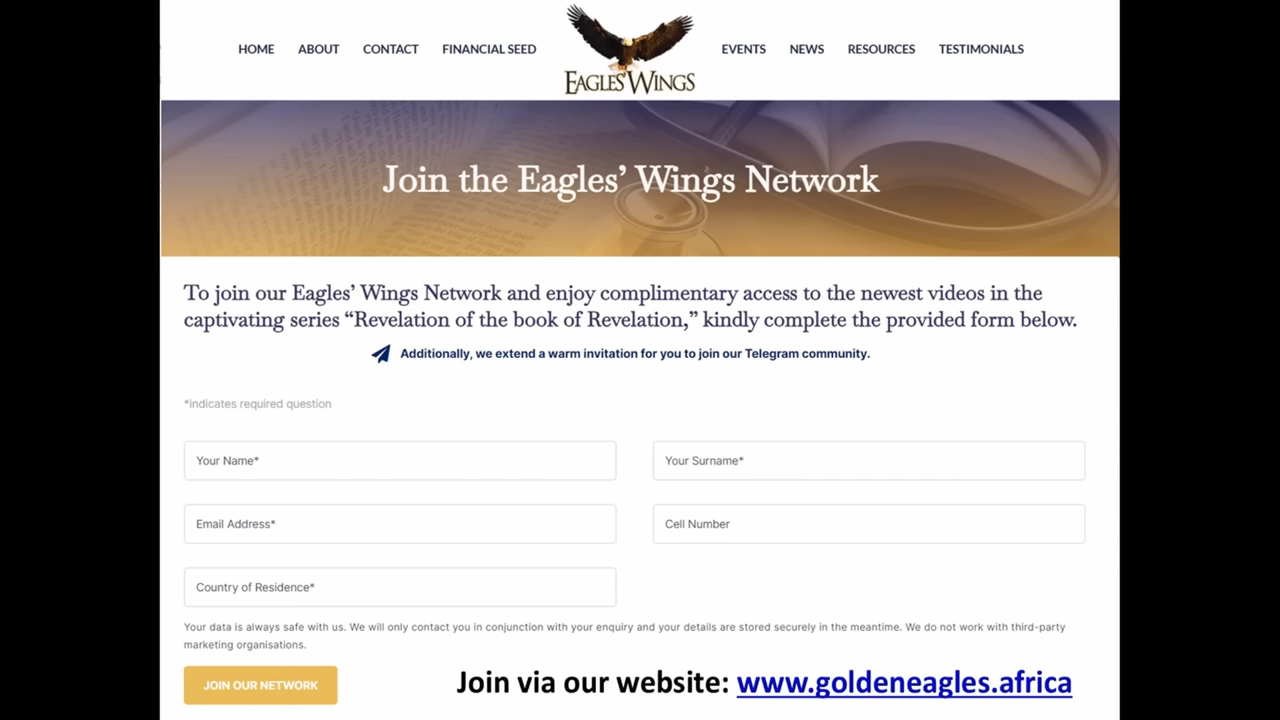 HOME ABOUT CONTACT FINANCIAL SEED EAGLES' WINGS EVENTS NEWS RESOURCES TESTIMONIALS
Join the Eagles’ Wings Network
To join our Eagles’ Wings Network and enjoy complimentary access to the newest videos in the
captivating series “Revelation of the book of Revelation,” kindly complete the provided form below.
Additionally, we extend a warm invitation for you to join our Telegram community.
*indicates required question
Your Name* Your Surname*
Email Address* Cell Number
Country of Residence*
Your data is always safe with us. We will only contact you in conjunction with your enquiry and your details are stored securely in the meantime. We do not work with third-party
marketing organisations.
JOIN OUR NETWORK Join via our website: www.goldeneagles.africa